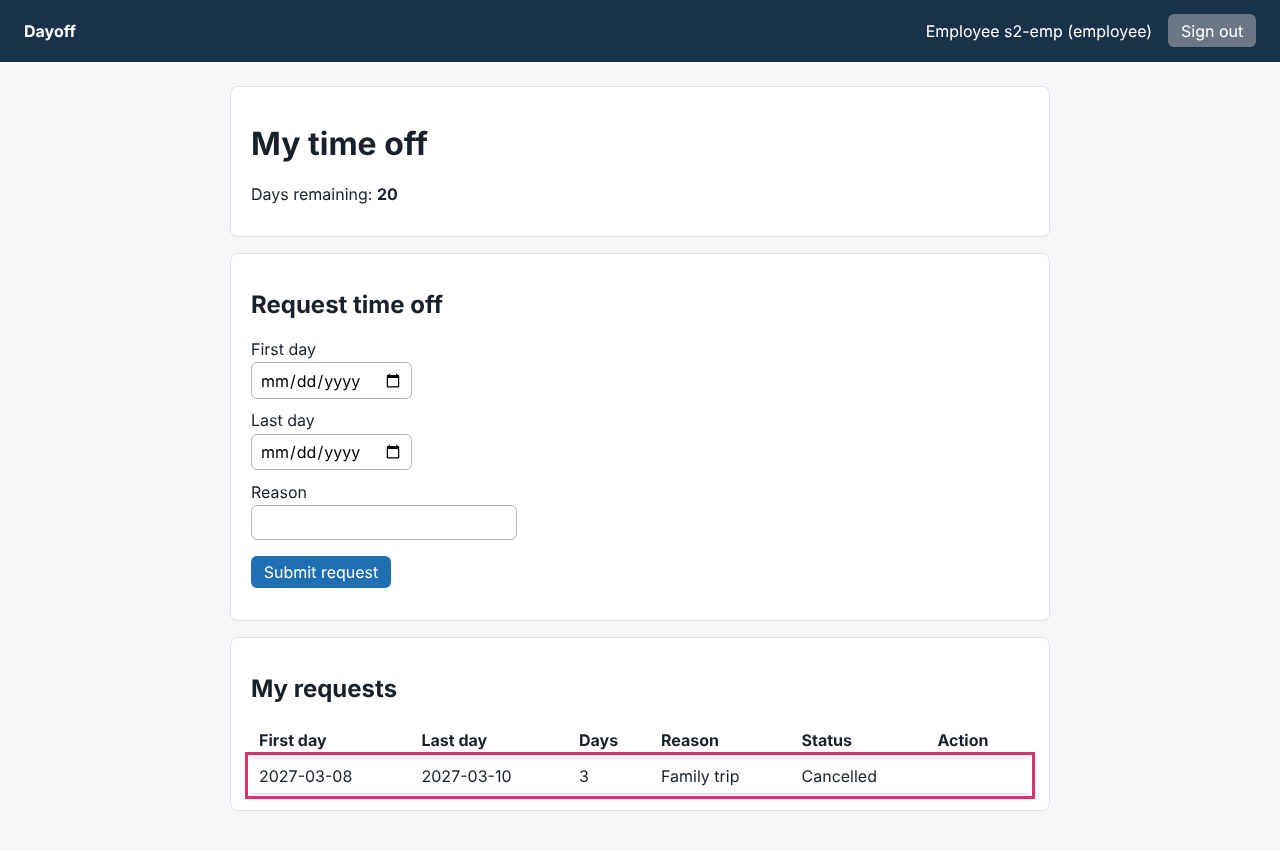 Dayoff
Employee s2-emp (employee) Sign out
My time off
Days remaining: 20
Request time off
First day
mm/dd/yyyy
Last day
mm/dd/yyyy
Reason
Submit request
My requests
First day Last day Days Reason Status Action
2027-03-08 2027-03-10 3 Family trip Cancelled